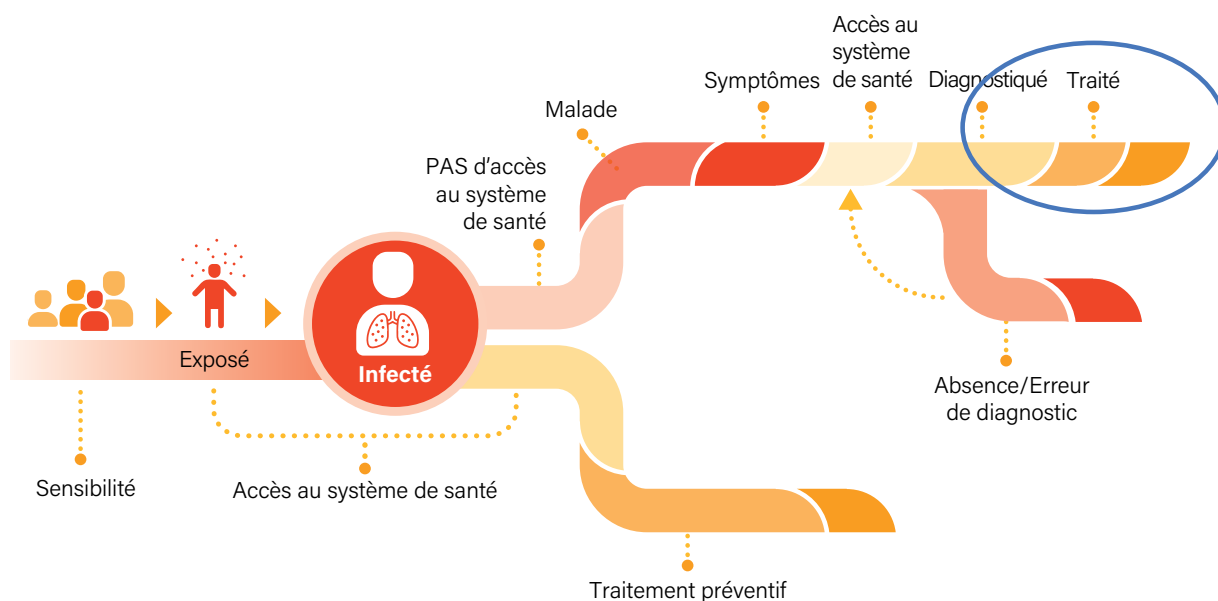 Accès au
système
de santé
Symptômes
Diagnostiqué
Traité
Malade
PAS d'accès
au système
de santé
Exposé
Infecté
Absence/Erreur
de diagnostic
Sensibilité
Accès au système de santé
Traitement préventif